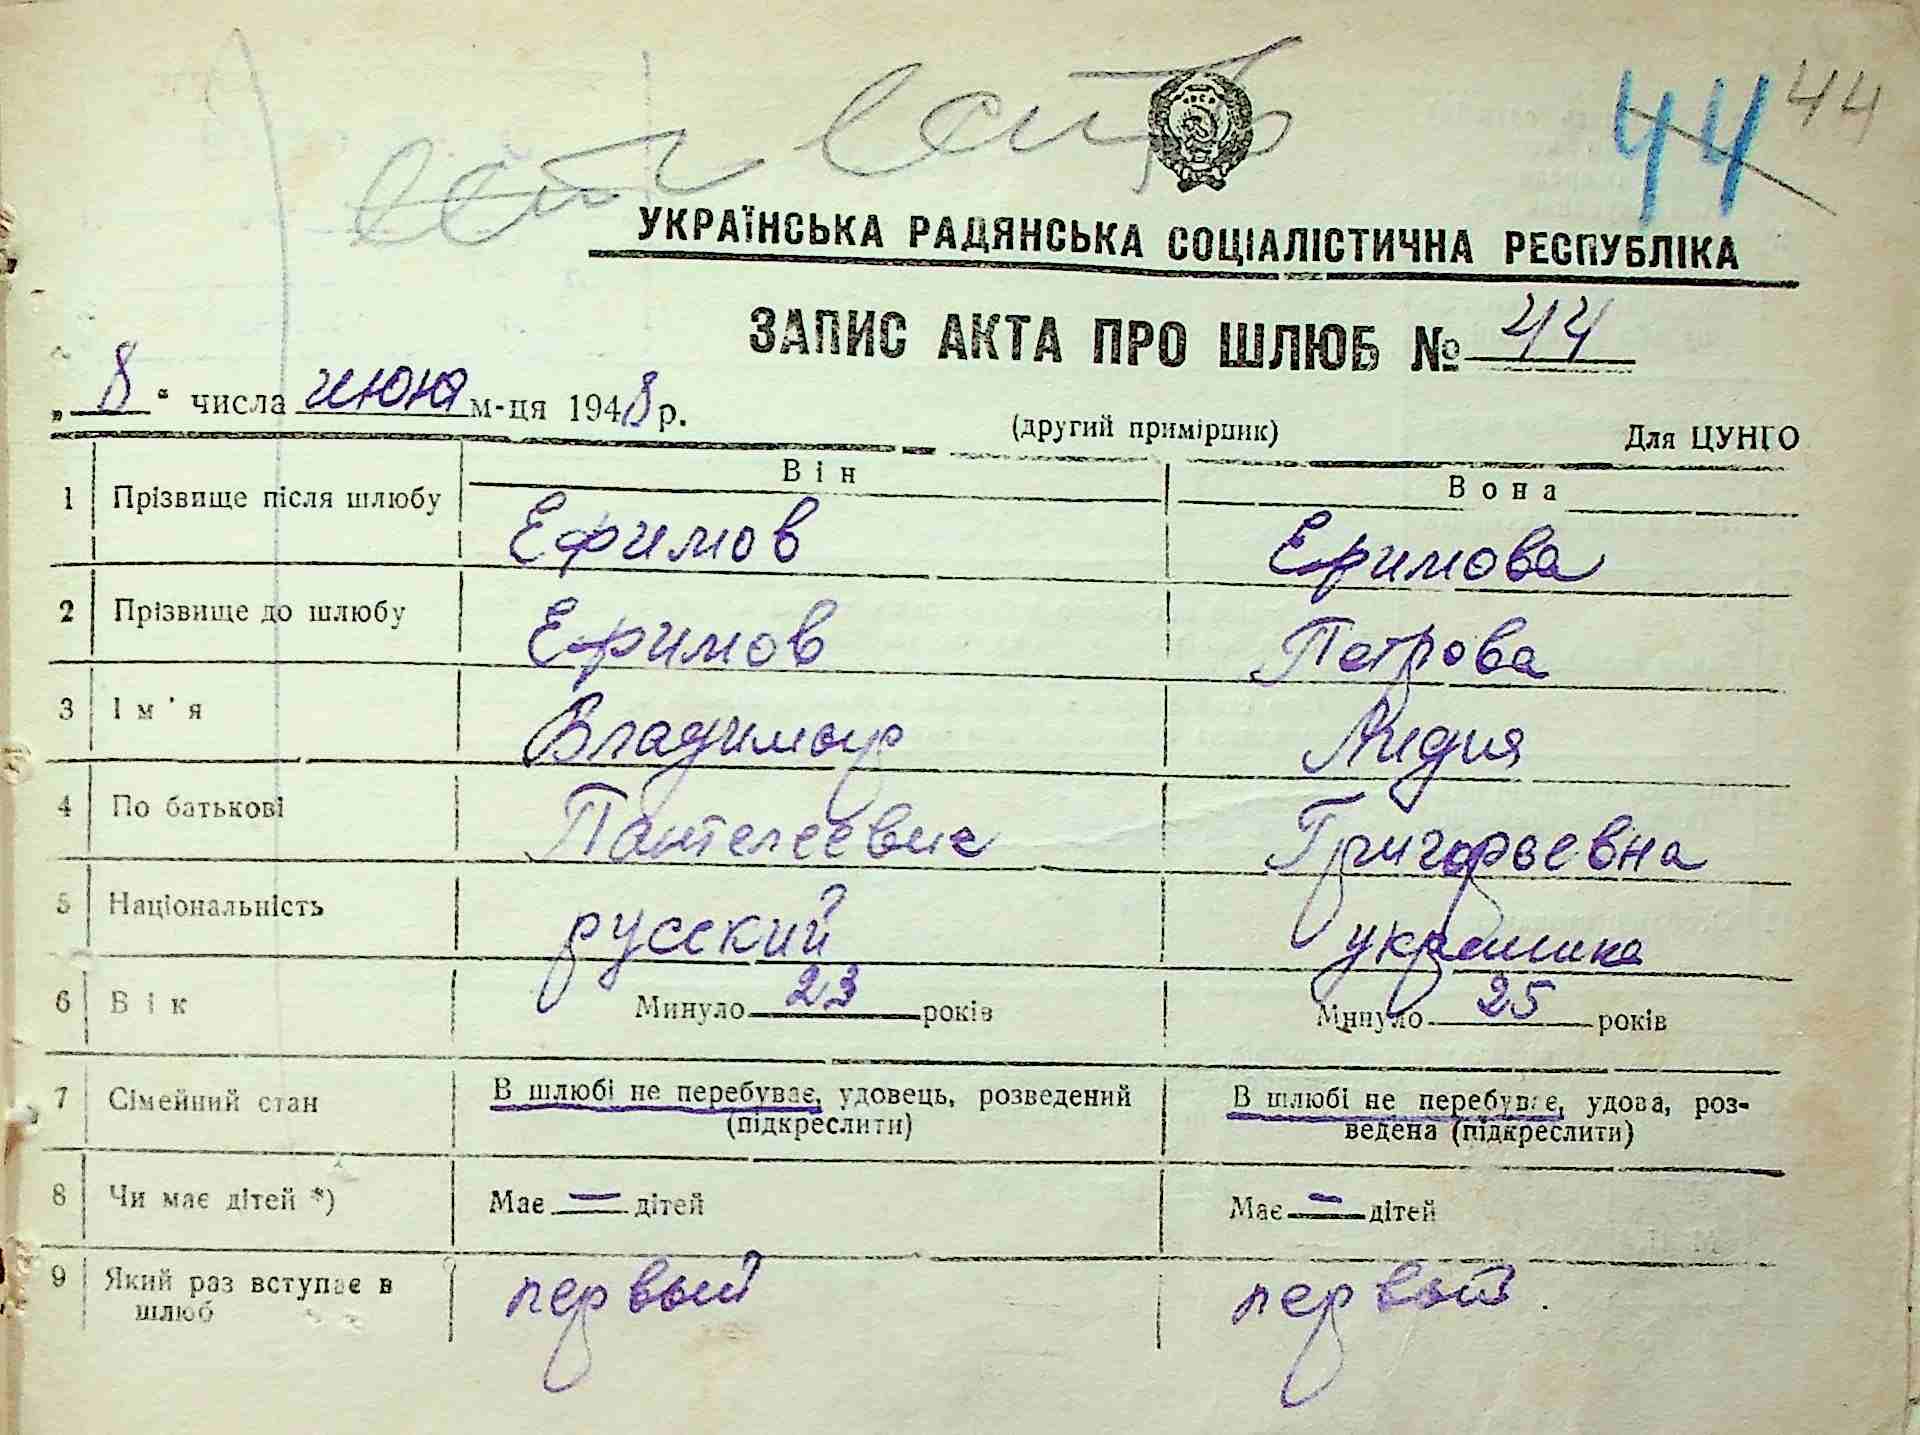 есть есть
44 44
УКРАЇНСЬКА РАДЯНСЬКА СОЦІАЛІСТИЧНА РЕСПУБЛІКА
ЗАПИС АКТА ПРО ШЛЮБ № 44
„8“ числа июня м-ця 1948 р.
(другий примірник) Для ЦУНГО
Він Вона
1 Прізвище після шлюбу Ефимов Ефимова
2 Прізвище до шлюбу Ефимов Петрова
3 Ім'я Владимир Лидия
4 По батькові Пантелеевич Григорьевна
5 Національність русский украинка
6 Вік Минуло 23 років Минуло 25 років
7 Сімейний стан В шлюбі не перебуває, удовець, розведений В шлюбі не перебуває, удова, роз-
(підкреслити) ведена (підкреслити)
8 Чи має дітей *) Має — дітей Має — дітей
9 Який раз вступає в первый первый
шлюб